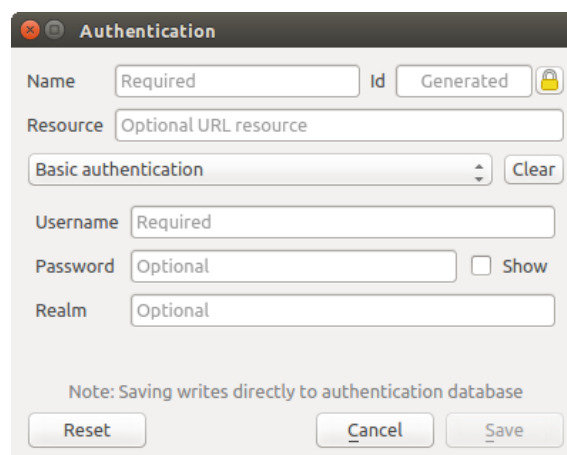 Authentication
Name Required Id Generated
Resource Optional URL resource
Basic authentication Clear
Username Required
Password Optional Show
Realm Optional
Note: Saving writes directly to authentication database
Reset Cancel Save